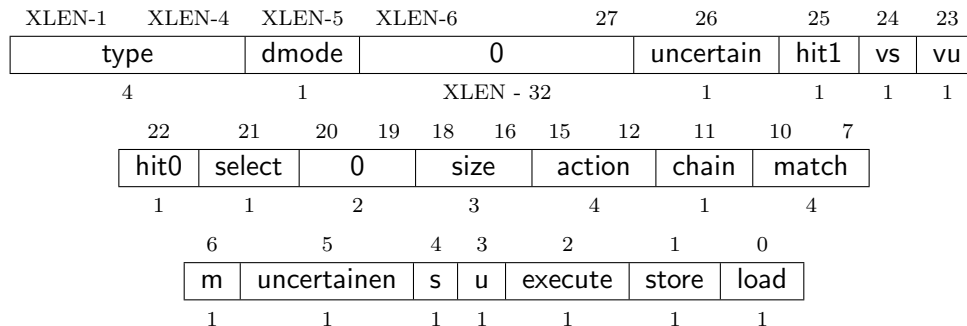 XLEN-1 XLEN-4 XLEN-5 XLEN-6 27 26 25 24 23
type dmode 0 uncertain hit1 vs vu
4 1 XLEN - 32 1 1 1 1
22 21 20 19 18 16 15 12 11 10 7
hit0 select 0 size action chain match
1 1 2 3 4 1 4
6 5 4 3 2 1 0
m uncertainen s u execute store load
1 1 1 1 1 1 1